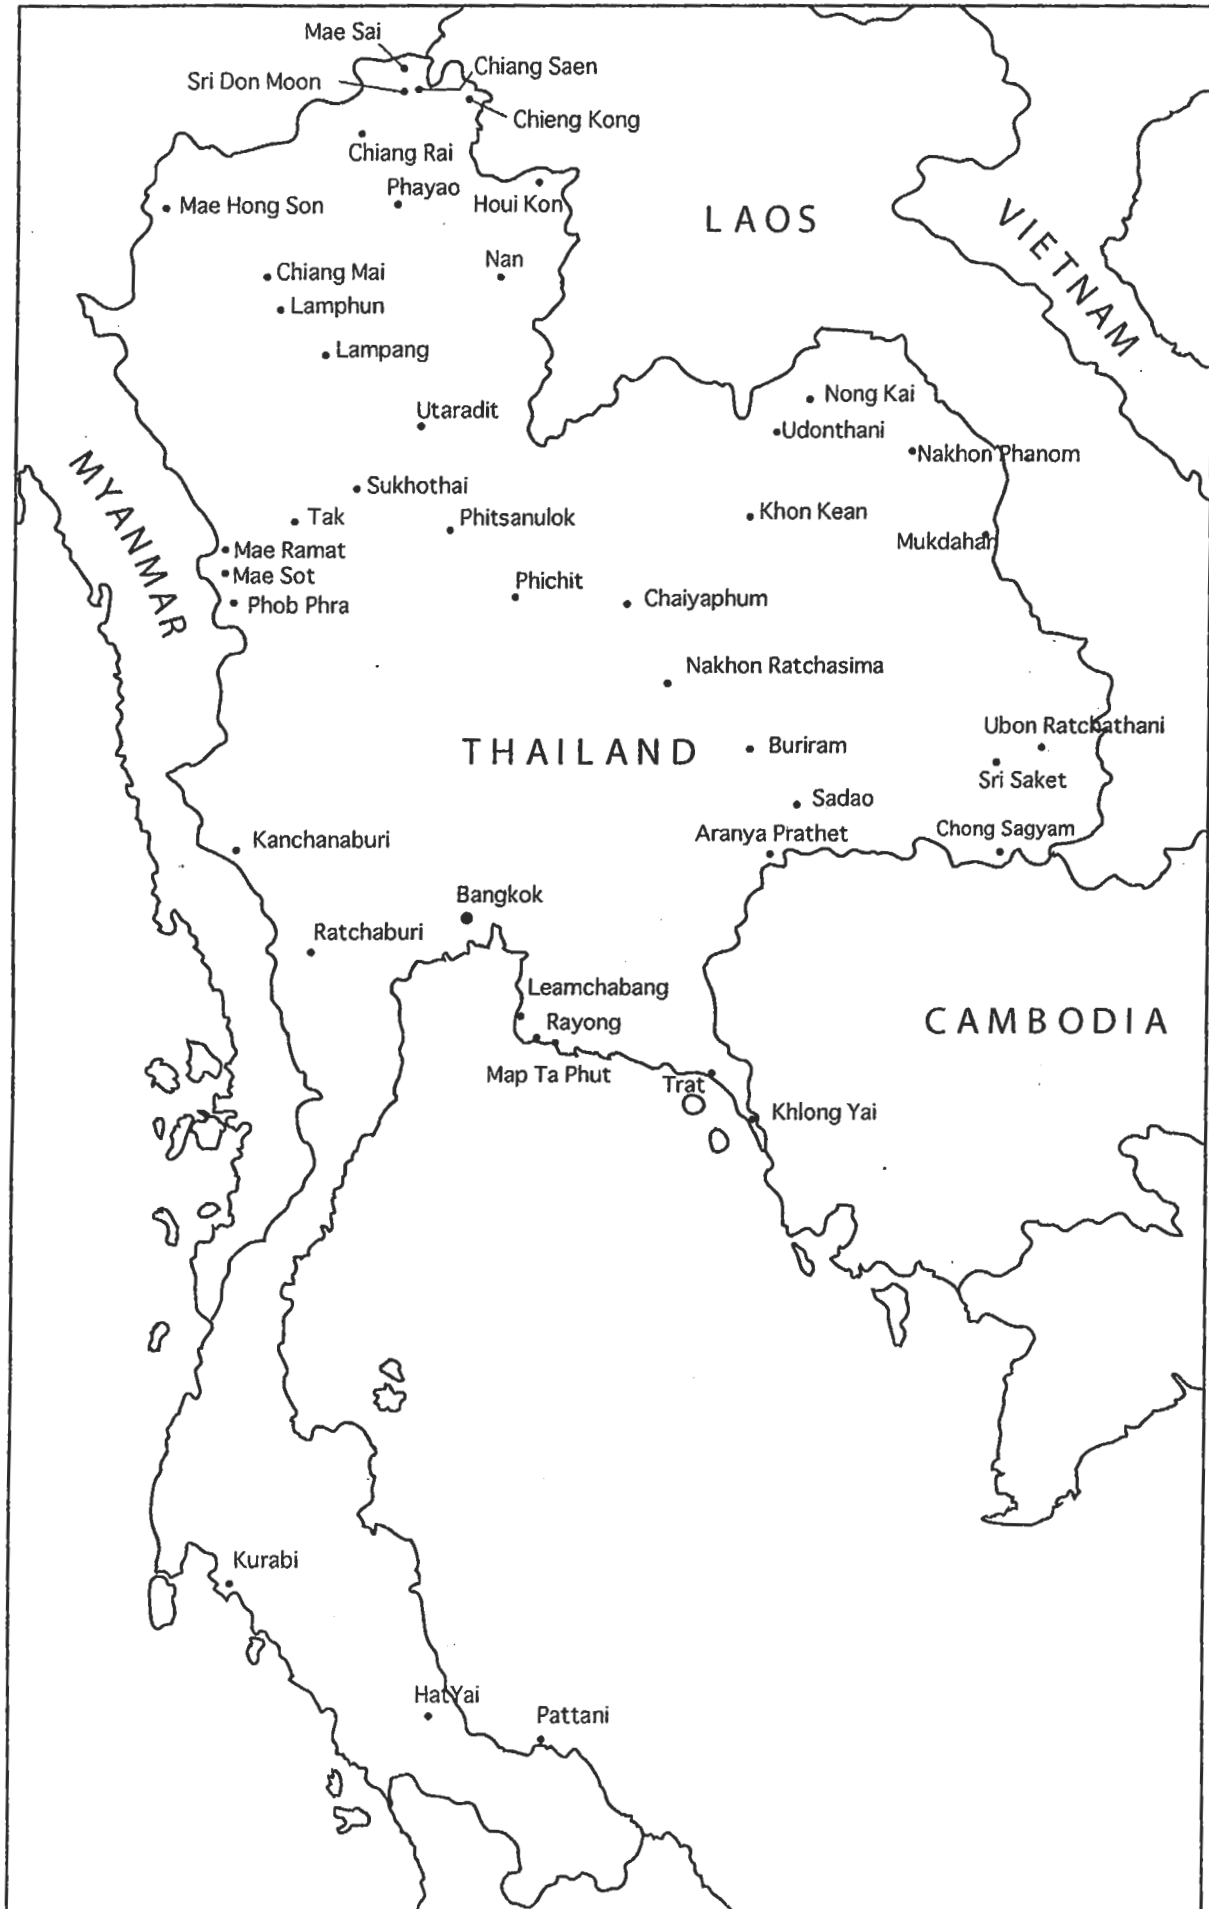 Mae Sai
Chiang Saen
Sri Don Moon
Chieng Kong
Chiang Rai
Phayao
Houi Kon
Mae Hong Son
LAOS
VIETNAM
Nan
Chiang Mai
Lamphun
Lampang
Nong Kai
Utaradit
Udonthani
Nakhon Phanom
MYANMAR
Sukhothai
Tak
Phitsanulok
Khon Kean
Mukdahan
Mae Ramat
Mae Sot
Phichit
Chaiyaphum
Phob Phra
Nakhon Ratchasima
Ubon Ratchathani
THAILAND
Buriram
Sri Saket
Sadao
Aranya Prathet
Chong Sagyam
Kanchanaburi
Bangkok
Ratchaburi
Leamchabang
Rayong
CAMBODIA
Map Ta Phut
Trat
Khlong Yai
Kurabi
HatYai
Pattani